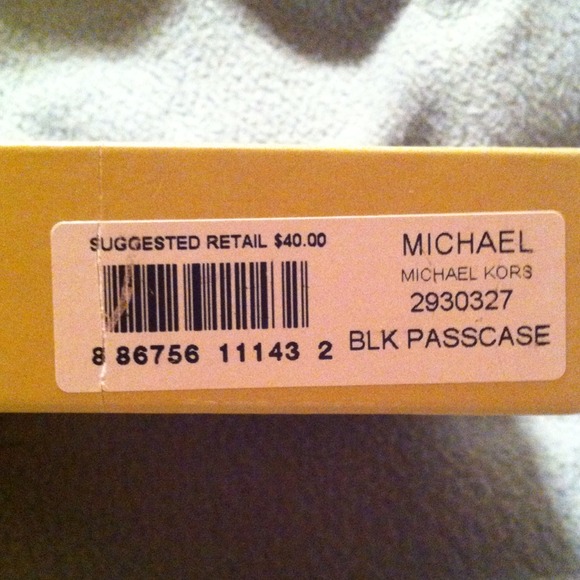 SUGGESTED RETAIL $40.00
8 86756 11143 2
MICHAEL
MICHAEL KORS
2930327
BLK PASSCASE